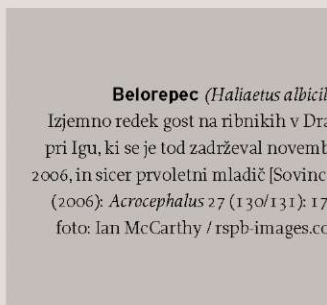 Belorepec (Haliaetus albicil
Izjemno redek gost na ribnikih v Dra
pri Igu, ki se je tod zadrževal novemb
2006, in sicer prvoletni mladič [Sovinc
(2006): Acrocephalus 27 (130/131): 17
foto: Ian McCarthy / rspb-images.co